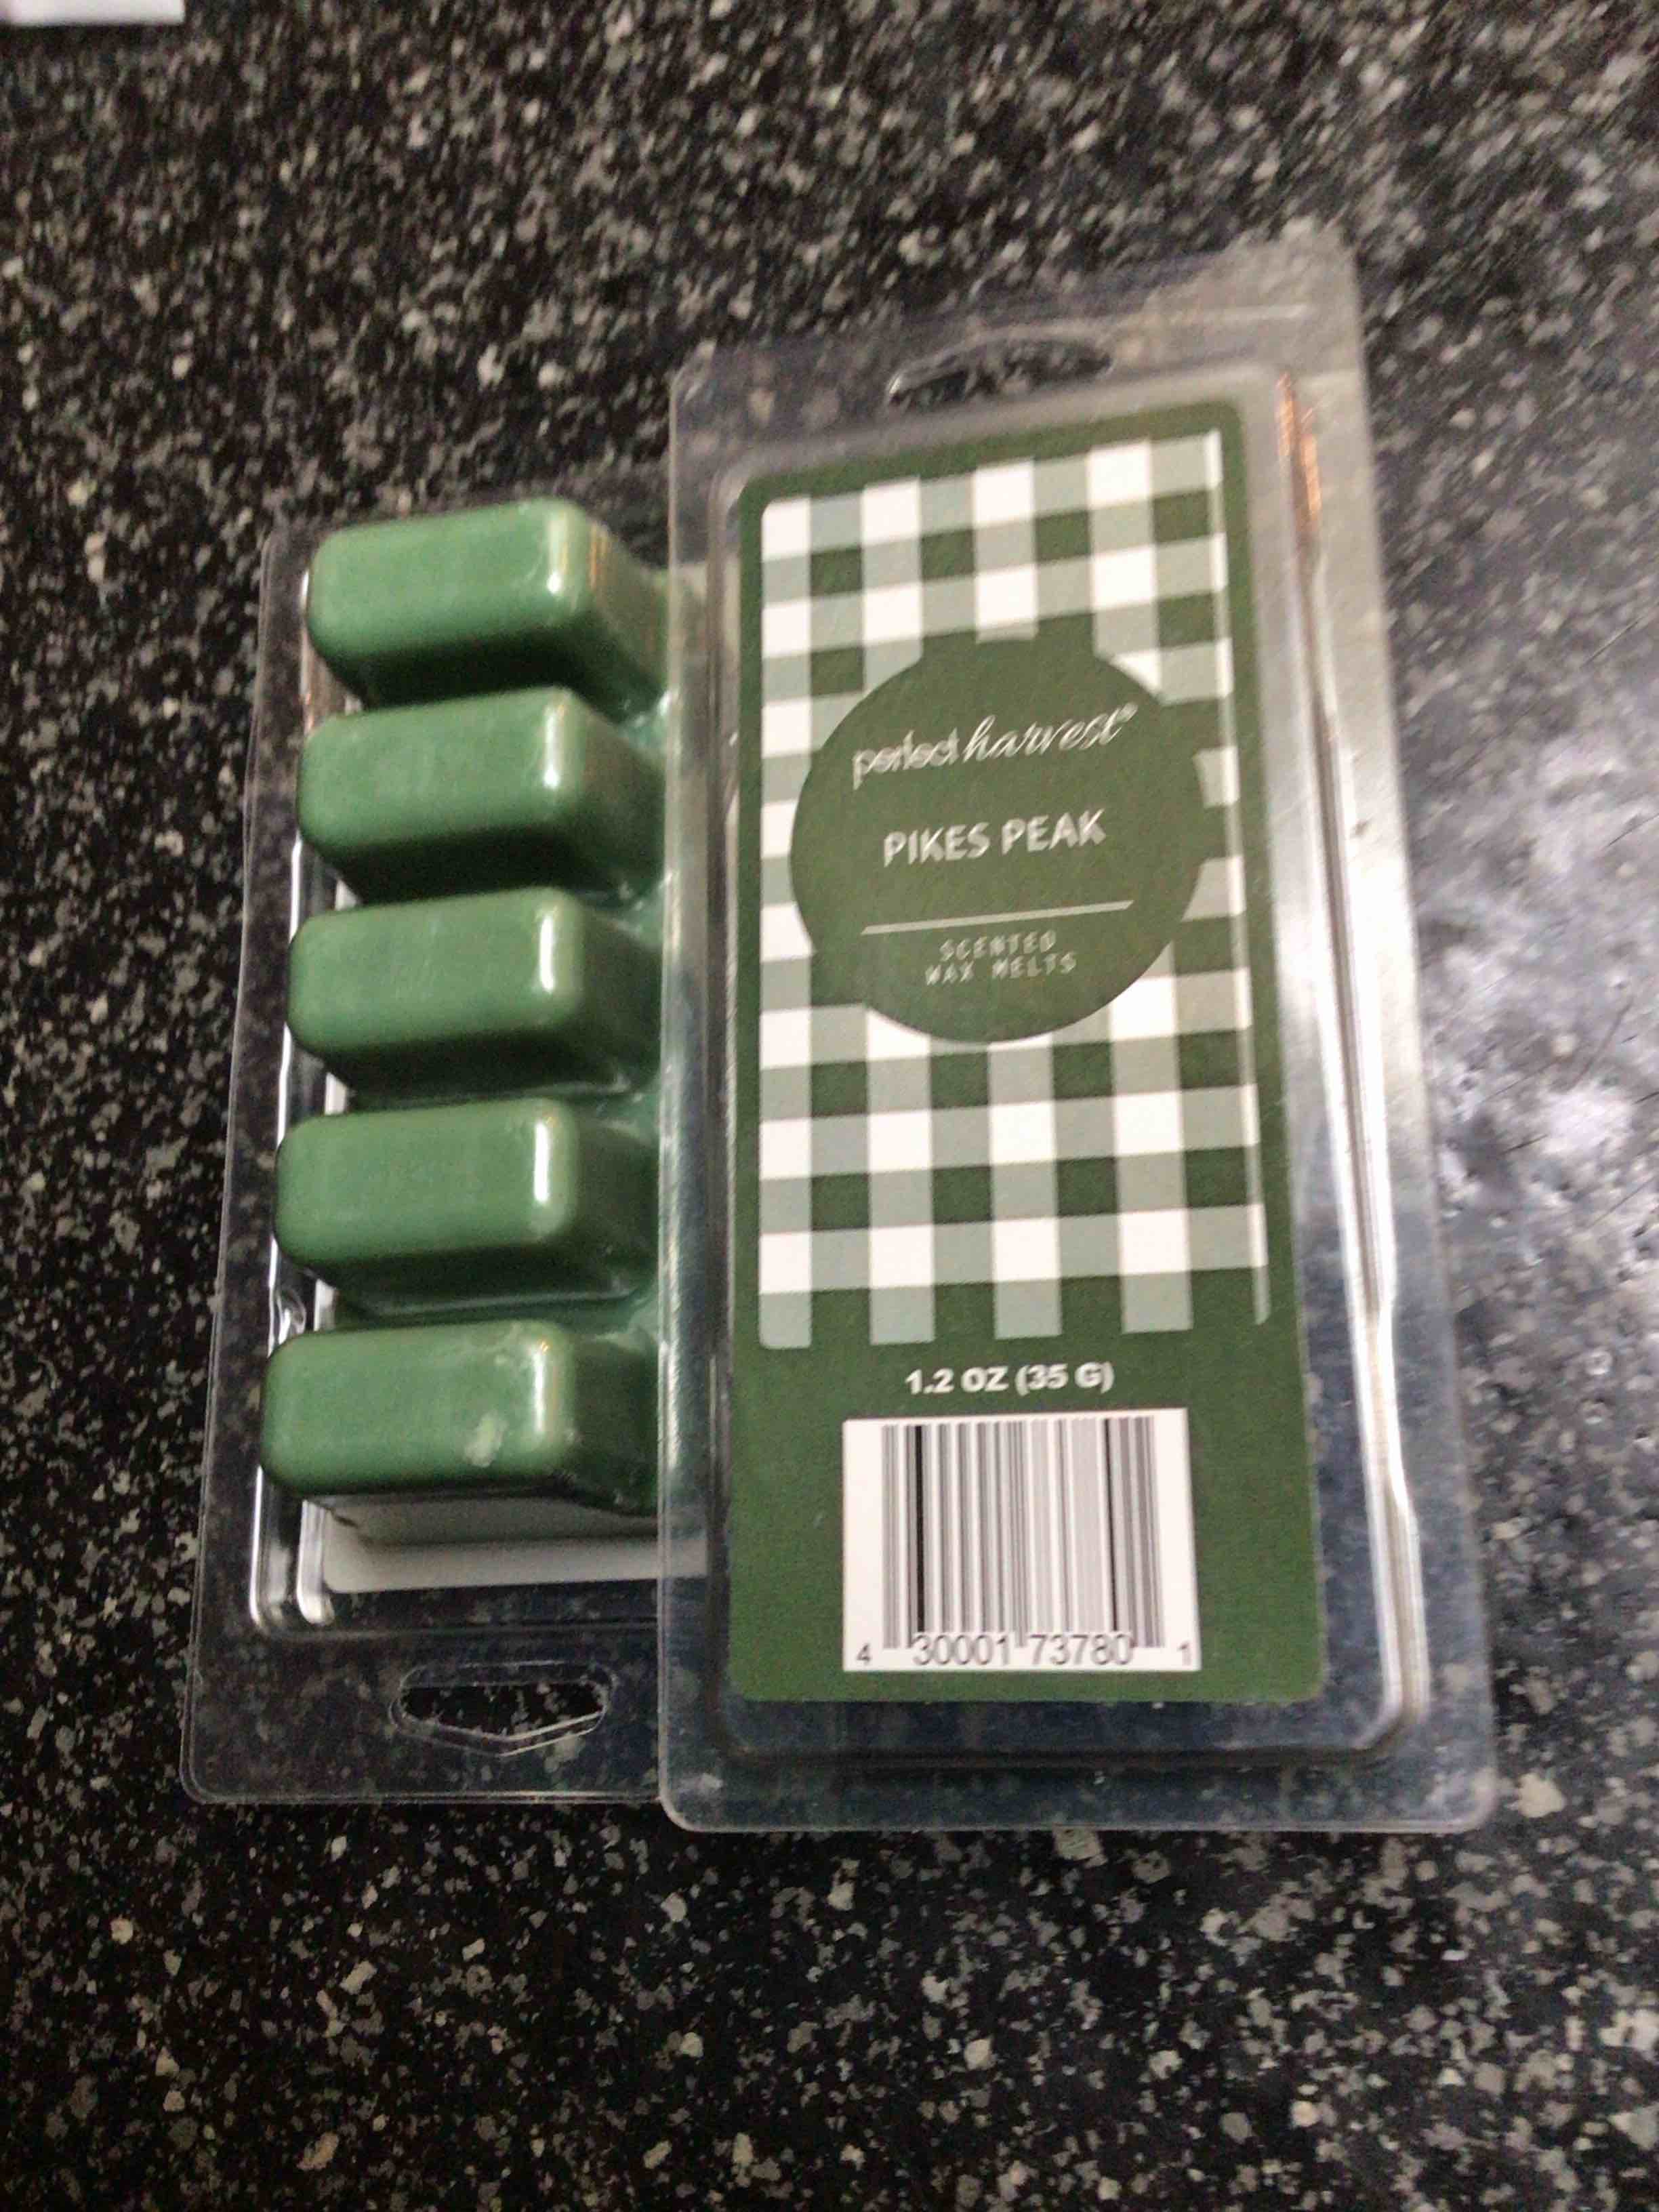 perfect harvest®
PIKES PEAK
SCENTED
WAX MELTS
1.2 OZ (35 G)
4 30001 73780 1